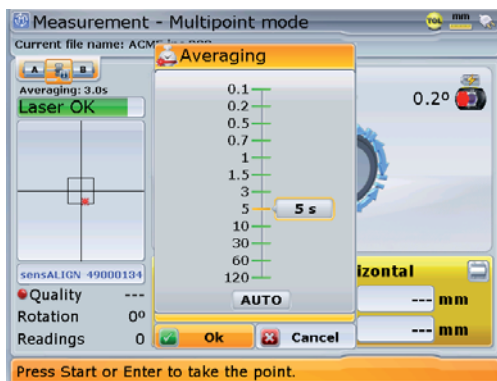 Measurement - Multipoint mode
TOL mm
Current file name:
Averaging
A B
Averaging: 3.0s
Laser OK
0.2º
0.1
0.2
0.5
0.7
1
1.5
3
5
5 s
10
30
60
120
AUTO
sensALIGN 49000134
Quality ---
Rotation 0º
Readings 0
--- mm
--- mm
Ok
Cancel
Press Start or Enter to take the point.